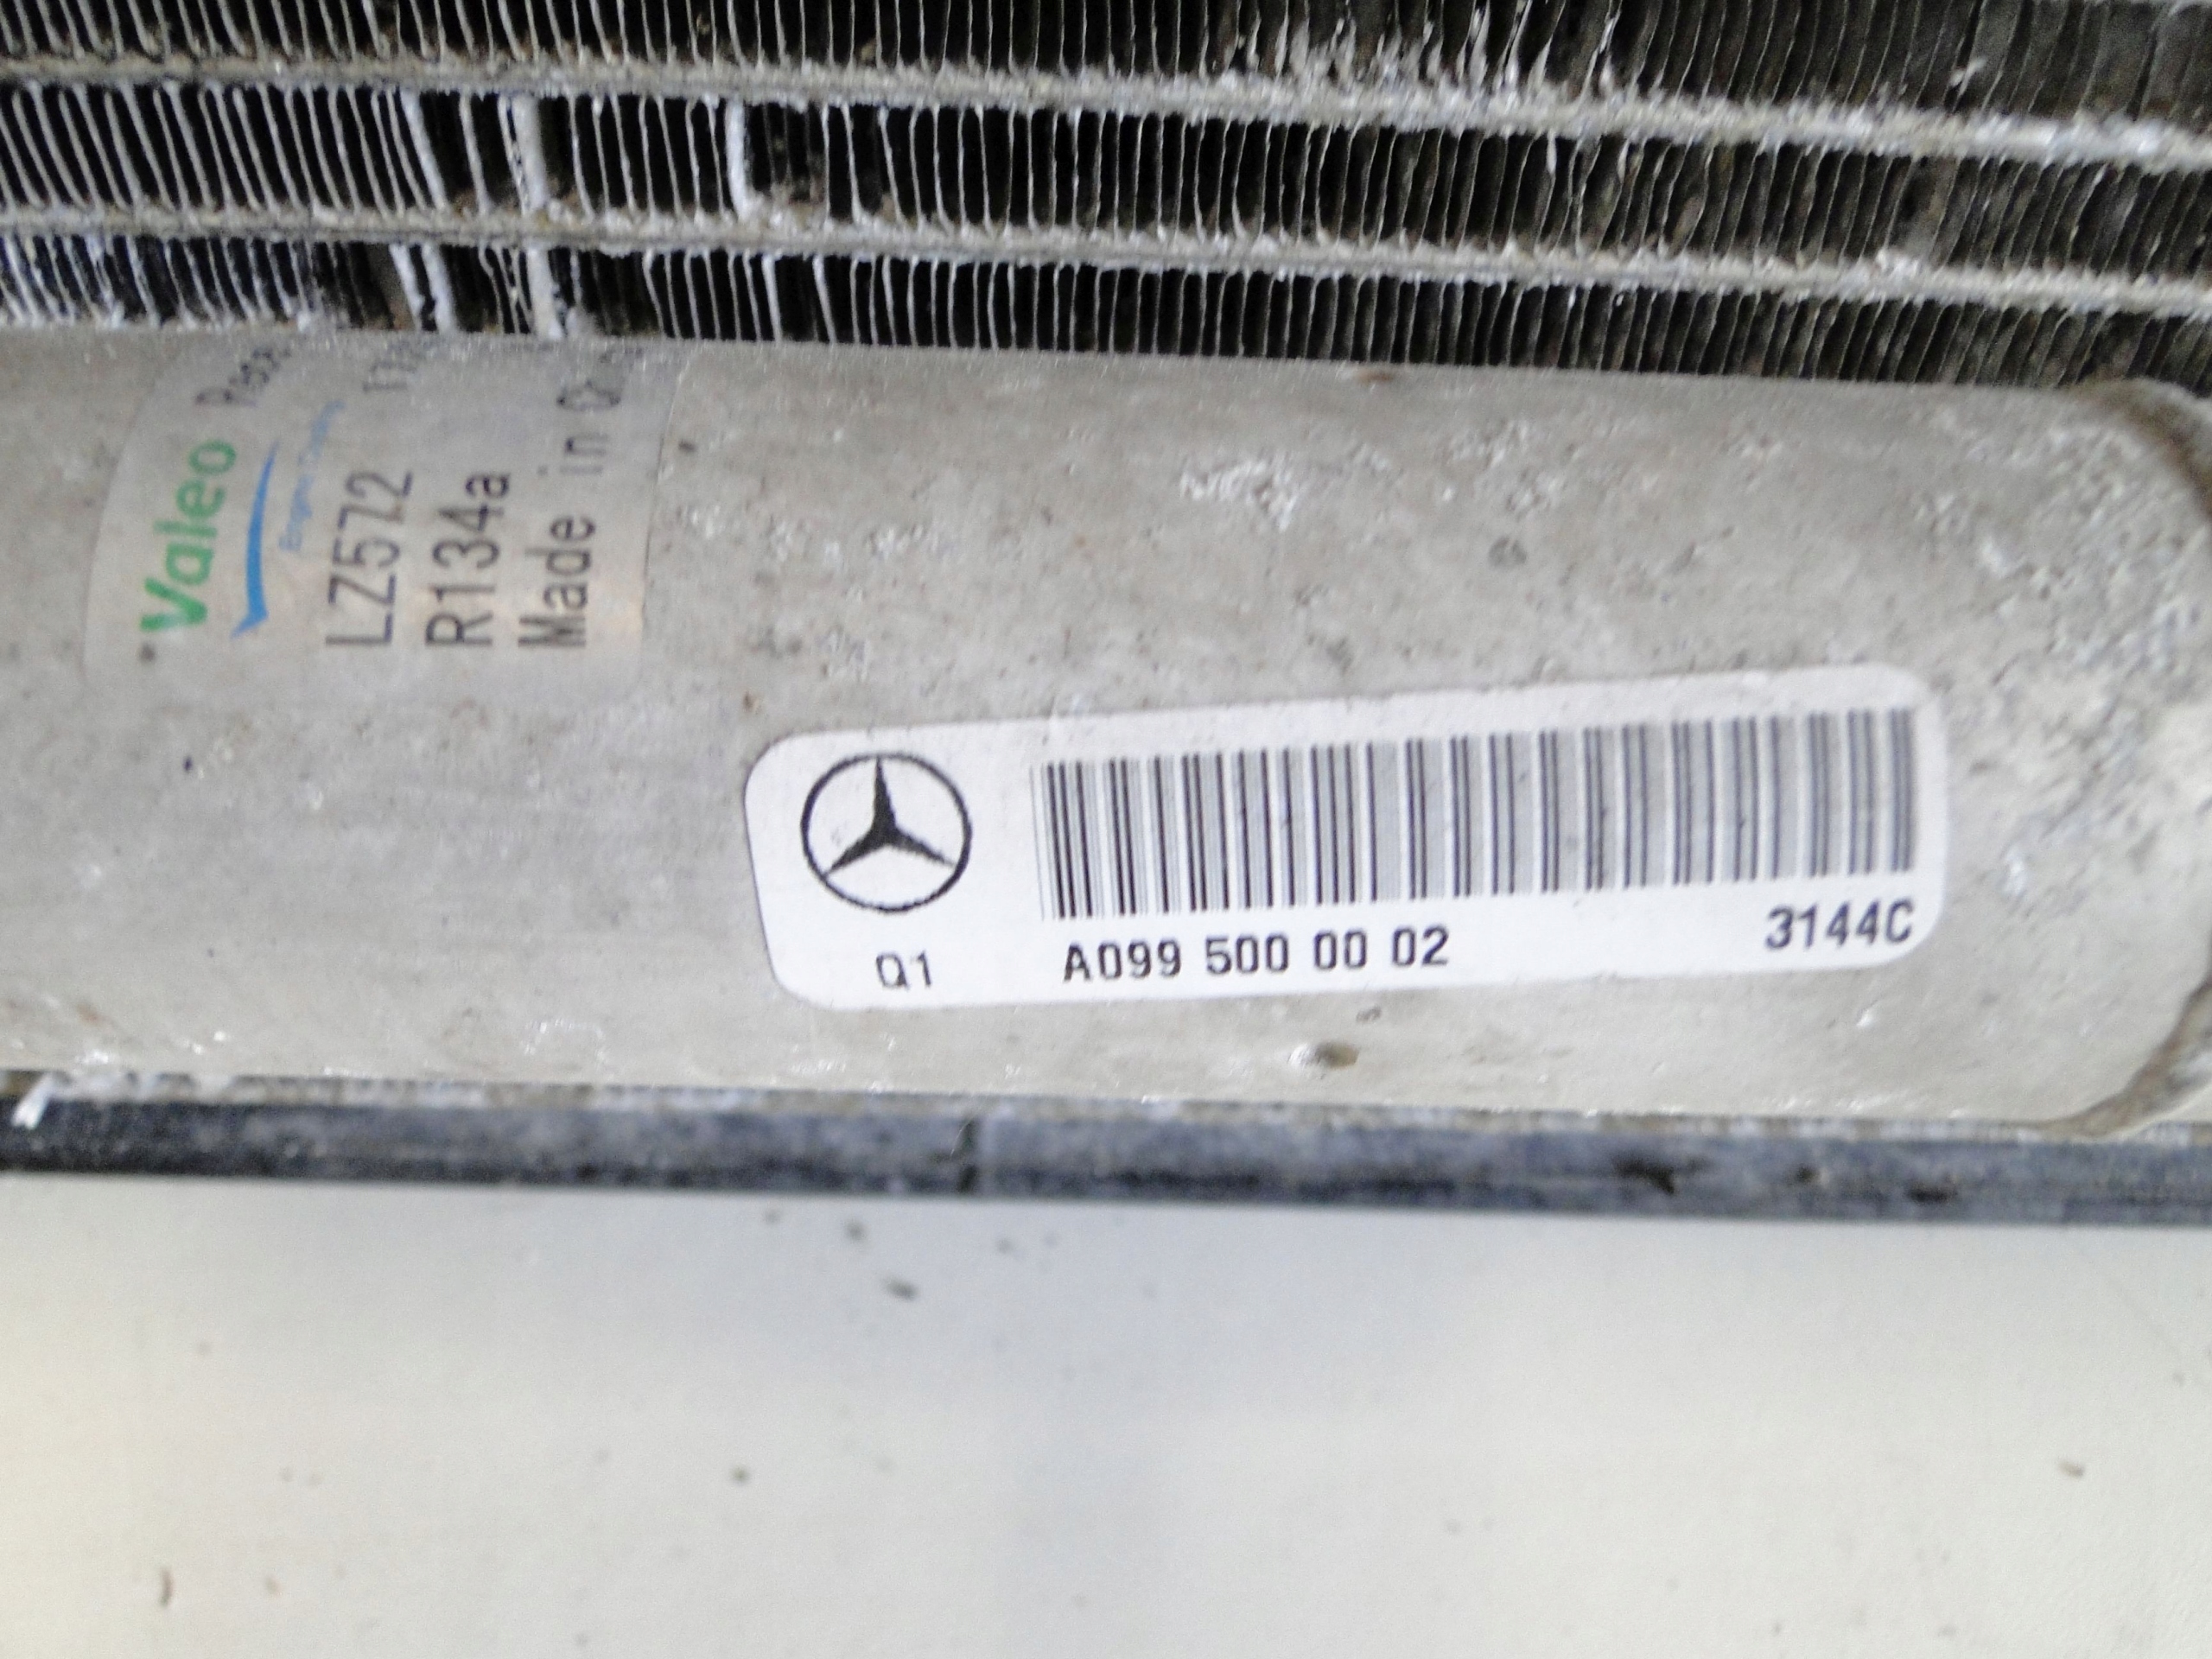 Valeo
LZ572
R134a
Made in
Q1
A099 500 00 02
3144C